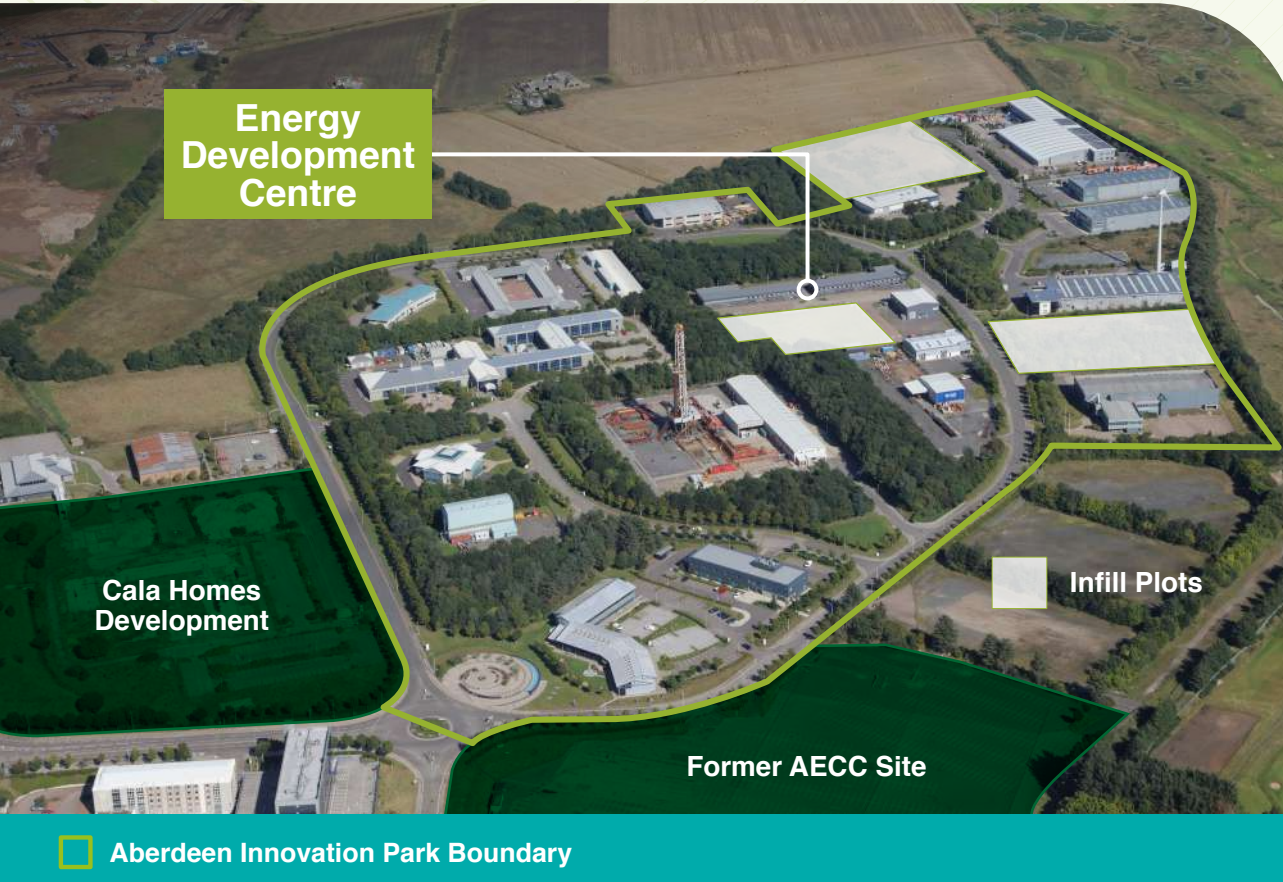 Energy
Development
Centre
Cala Homes
Development
Infill Plots
Former AECC Site
Aberdeen Innovation Park Boundary